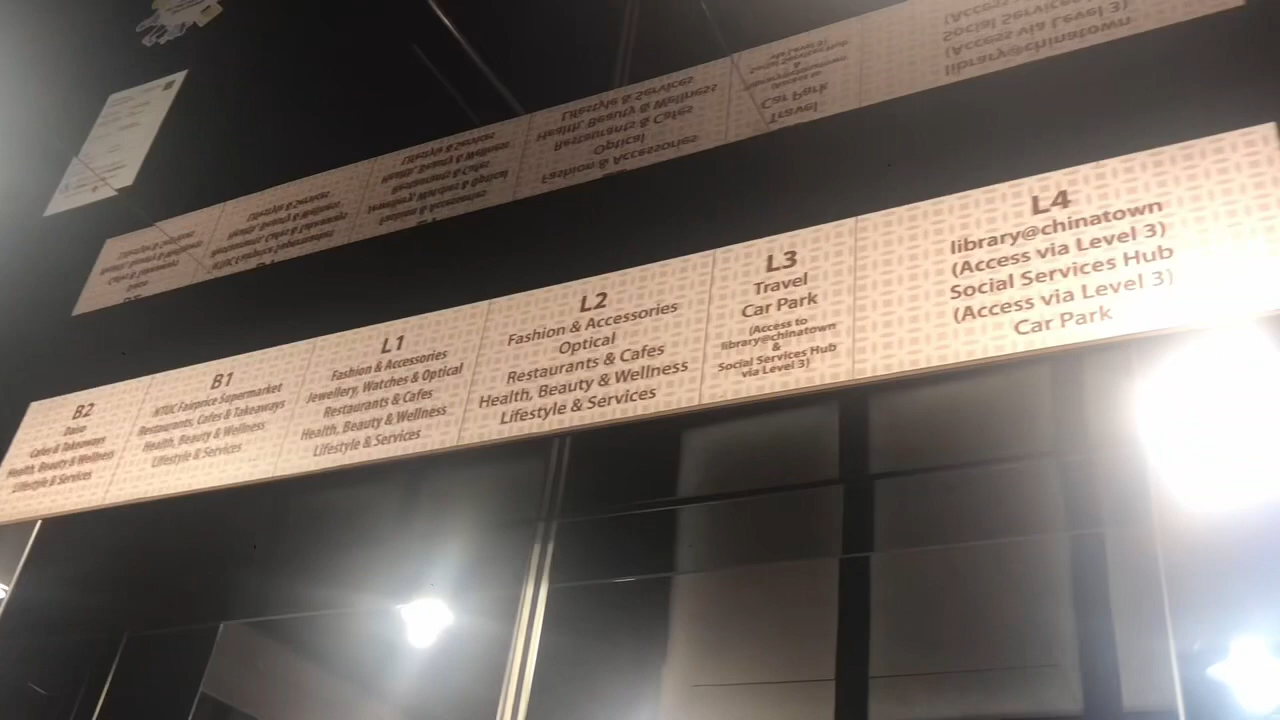 B2
Daiso
Cafes & Takeaways
Health, Beauty & Wellness
Lifestyle & Services
B1
NTUC Fairprice Supermarket
Restaurants, Cafes & Takeaways
Health, Beauty & Wellness
Lifestyle & Services
L1
Fashion & Accessories
Jewellery, Watches & Optical
Restaurants & Cafes
Health, Beauty & Wellness
Lifestyle & Services
L2
Fashion & Accessories
Optical
Restaurants & Cafes
Health, Beauty & Wellness
Lifestyle & Services
L3
Travel
Car Park
(Access to
library@chinatown
&
Social Services Hub
via Level 3)
L4
library@chinatown
(Access via Level 3)
Social Services Hub
(Access via Level 3)
Car Park